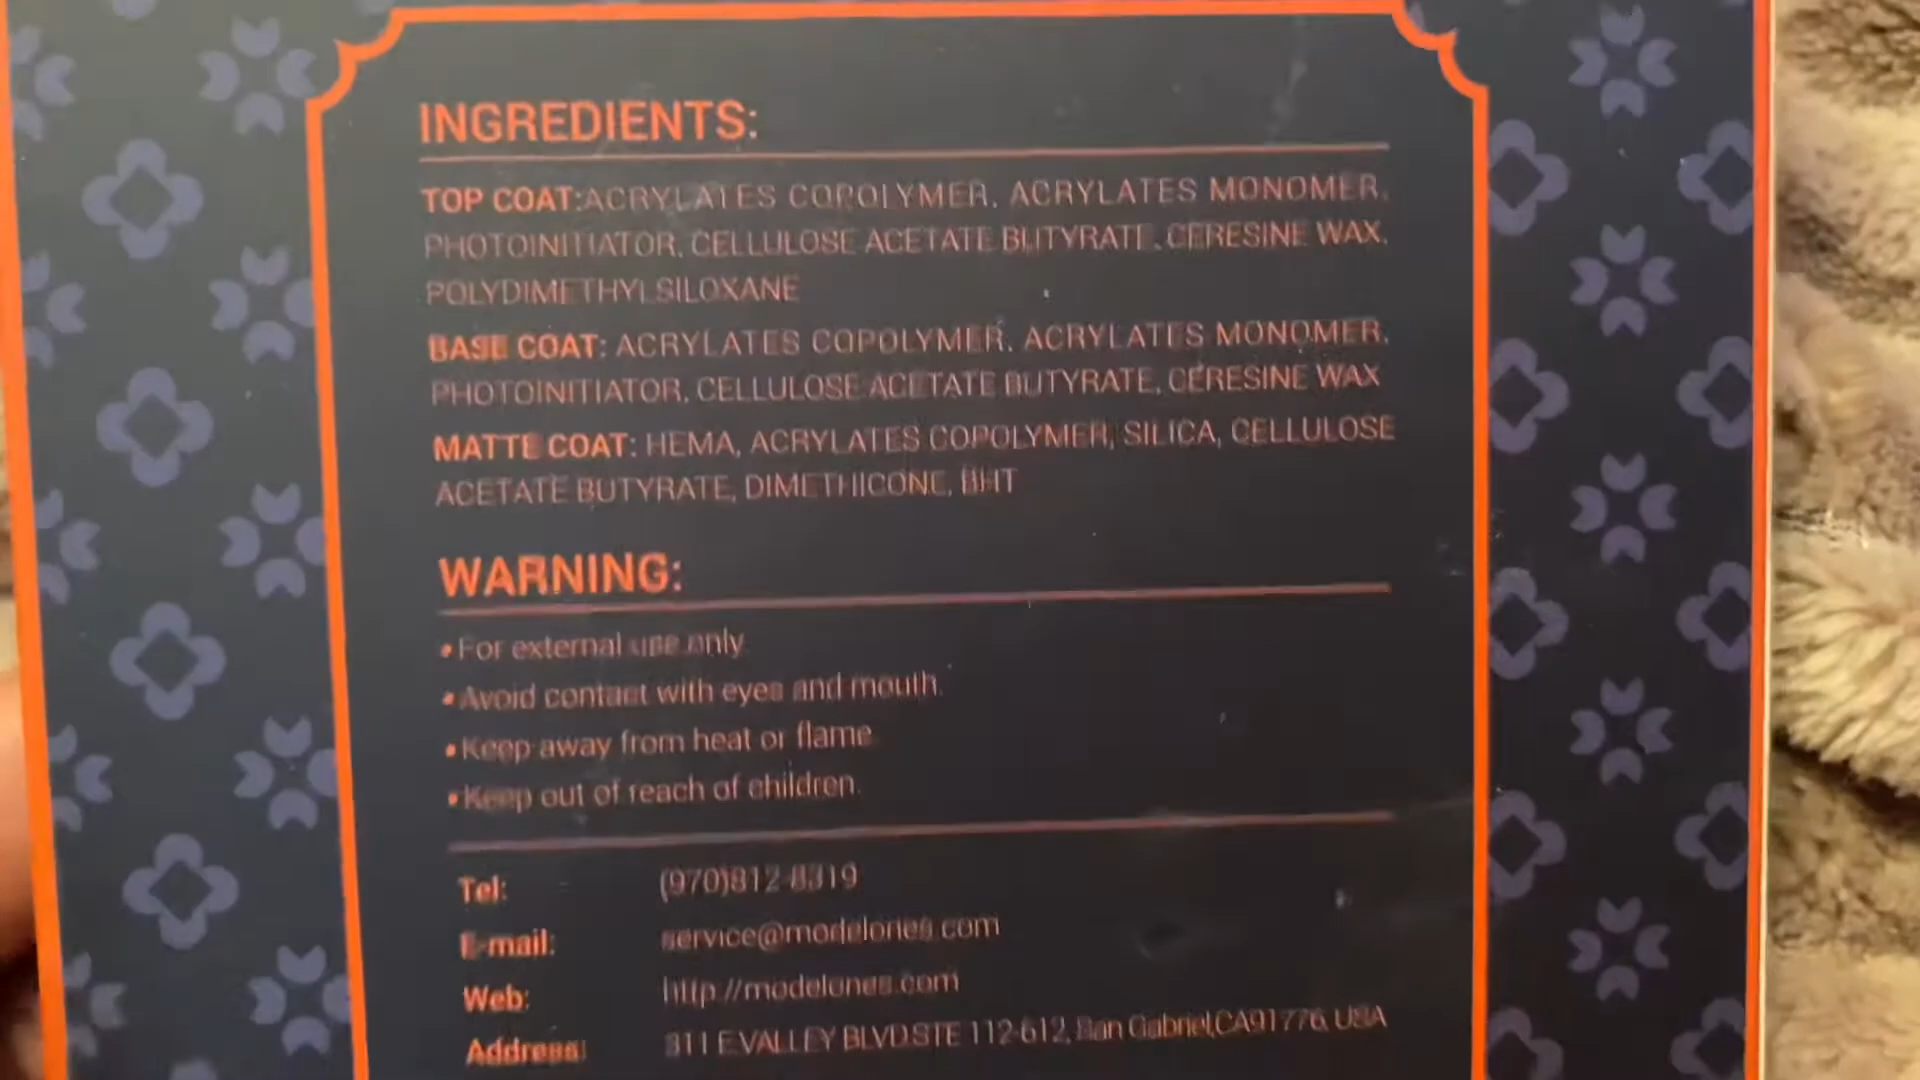 INGREDIENTS:
TOP COAT:ACRYLATES COPOLYMER, ACRYLATES MONOMER,
PHOTOINITIATOR, CELLULOSE ACETATE BUTYRATE, CERESINE WAX,
POLYDIMETHYLSILOXANE
BASE COAT: ACRYLATES COPOLYMER, ACRYLATES MONOMER,
PHOTOINITIATOR, CELLULOSE ACETATE BUTYRATE, CERESINE WAX
MATTE COAT: HEMA, ACRYLATES COPOLYMER, SILICA, CELLULOSE
ACETATE BUTYRATE, DIMETHICONE, BHT
WARNING:
• For external use only.
• Avoid contact with eyes and mouth.
• Keep away from heat or flame.
• Keep out of reach of children.
Tel: (970)812-8319
E-mail: service@modelones.com
Web: http://modelones.com
Address: 311 E.VALLEY BLVD.STE 112-612, San Gabriel,CA91776, USA